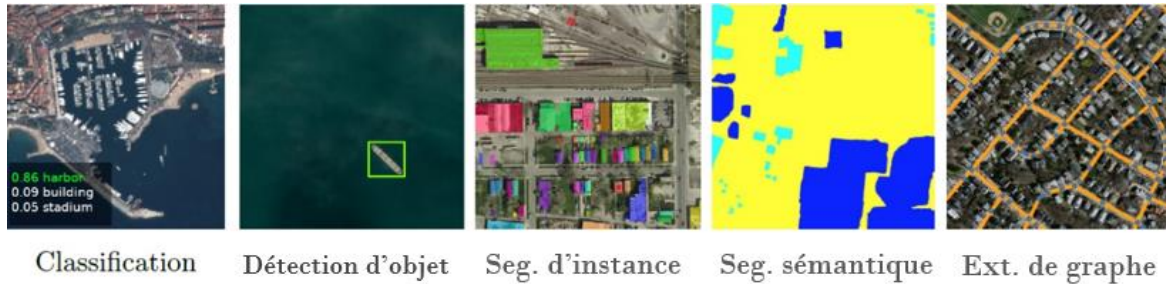 0.86 harbor
0.09 building
0.05 stadium
Classification
Détection d'objet
Seg. d'instance
Seg. sémantique
Ext. de graphe